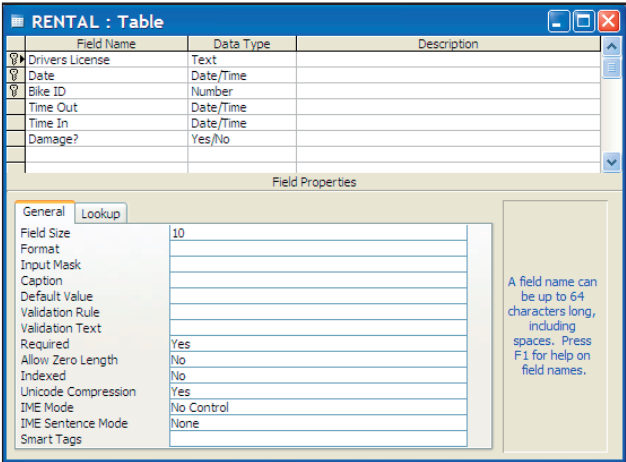 RENTAL : Table
Field Name Data Type Description
Drivers License Text
Date Date/Time
Bike ID Number
Time Out Date/Time
Time In Date/Time
Damage? Yes/No
Field Properties
General Lookup
Field Size 10
Format
Input Mask
Caption
Default Value
Validation Rule
Validation Text
Required Yes
Allow Zero Length No
Indexed No
Unicode Compression Yes
IME Mode No Control
IME Sentence Mode None
Smart Tags
A field name can
be up to 64
characters long,
including
spaces. Press
F1 for help on
field names.